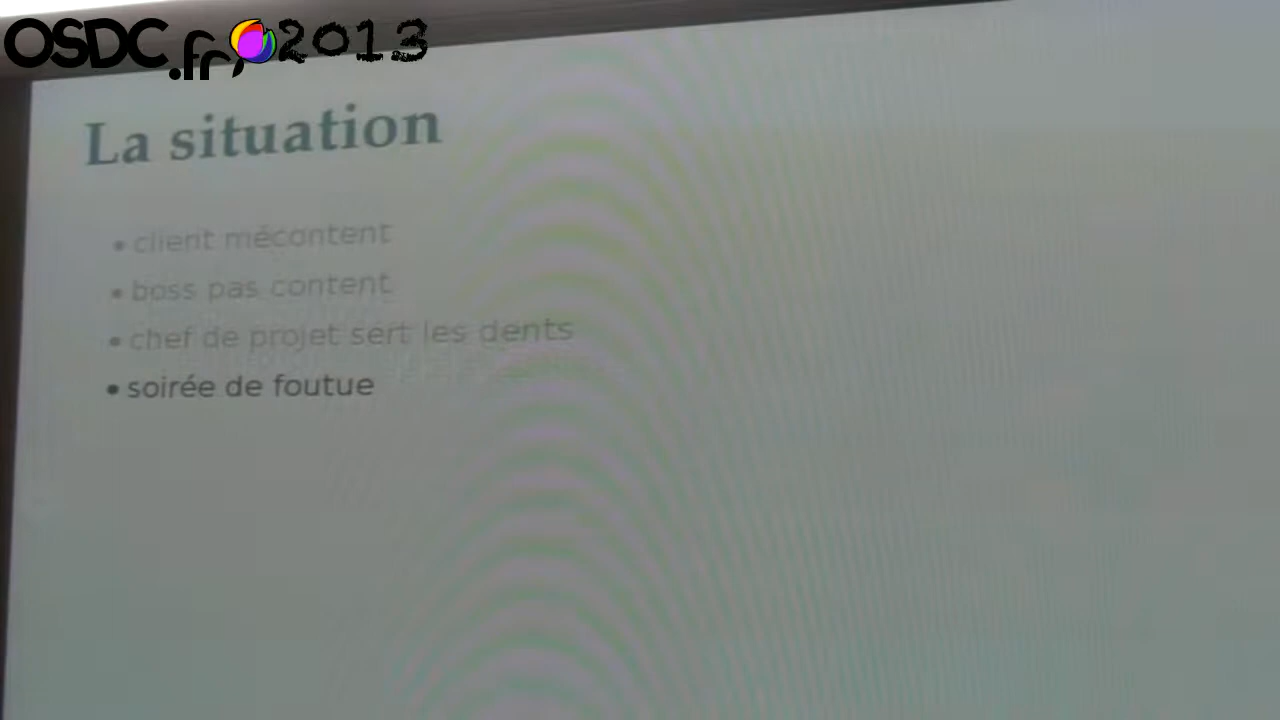 OSDC.fr 2013
La situation
• client mécontent
• boss pas content
• chef de projet sert les dents
• soirée de foutue